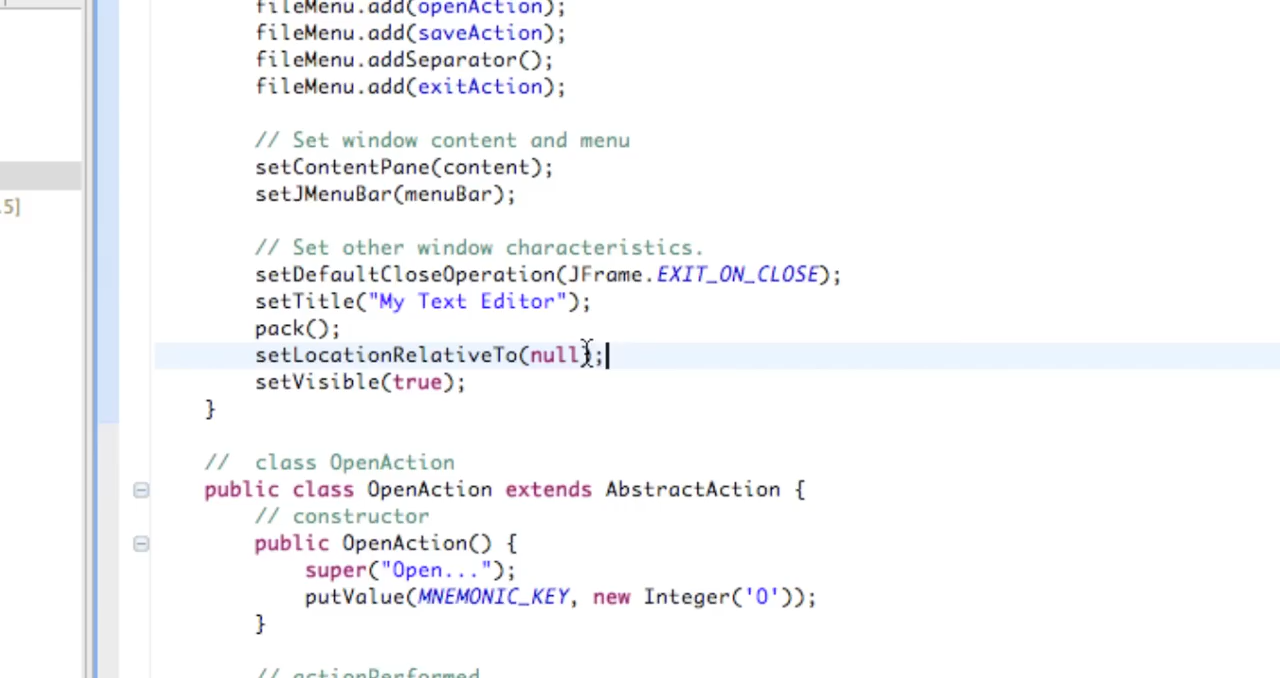 fileMenu.add(openAction);
fileMenu.add(saveAction);
fileMenu.addSeparator();
fileMenu.add(exitAction);
// Set window content and menu
setContentPane(content);
setJMenuBar(menuBar);
.5]
// Set other window characteristics.
setDefaultCloseOperation(JFrame.EXIT_ON_CLOSE);
setTitle("My Text Editor");
pack();
setLocationRelativeTo(null);
setVisible(true);
}
// class OpenAction
public class OpenAction extends AbstractAction {
// constructor
public OpenAction() {
super("Open...");
putValue(MNEMONIC_KEY, new Integer('O'));
}
// actionPerformed